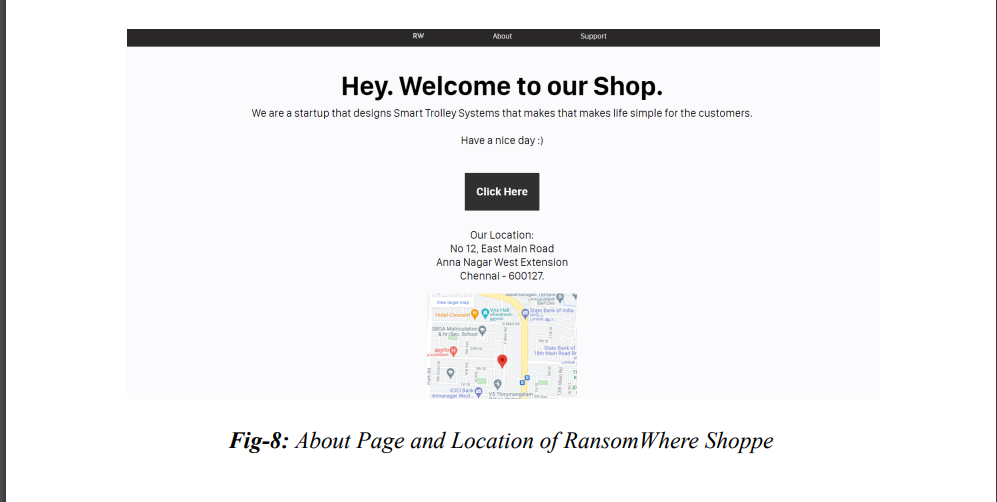 RW About Support
Hey. Welcome to our Shop.
We are a startup that designs Smart Trolley Systems that makes that makes life simple for the customers.
Have a nice day :)
Click Here
Our Location:
No 12, East Main Road
Anna Nagar West Extension
Chennai - 600127.
View larger map
Hotel Crescent
State Bank of India
SBOA Matriculation
& hr(Sec. School)
State Bank of
18th Main Road Br
apollo
ICICI Bank
Annanagar West...
VS Thirumangalam
Fig-8: About Page and Location of RansomWhere Shoppe